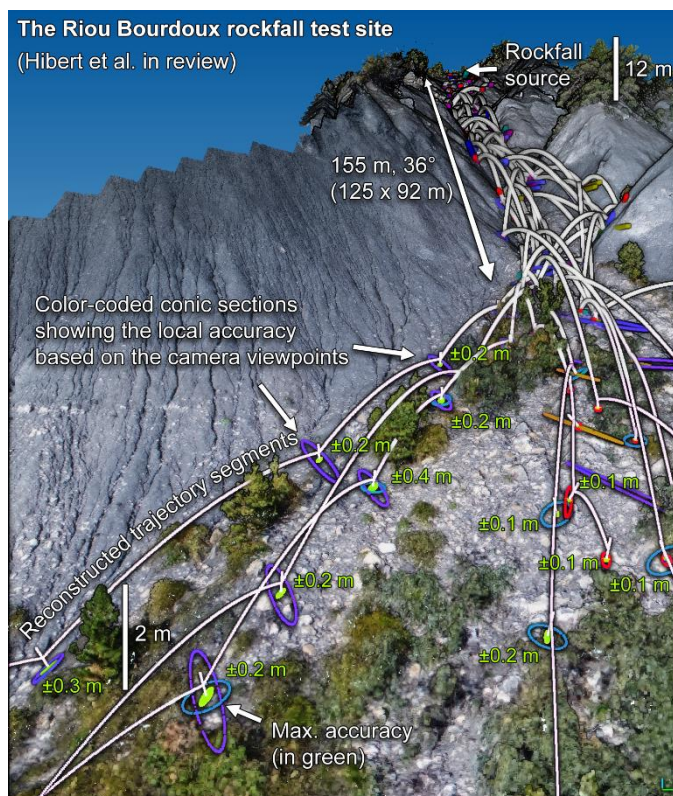 The Riou Bourdoux rockfall test site
(Hibert et al. in review)
Rockfall
source
12 m
155 m, 36°
(125 x 92 m)
Color-coded conic sections
showing the local accuracy
based on the camera viewpoints
±0.2 m
±0.2 m
±0.2 m
Reconstructed trajectory segments
±0.4 m
±0.1 m
±0.1 m
±0.1 m
±0.1 m
±0.2 m
2 m
±0.2 m
±0.2 m
±0.3 m
Max. accuracy
(in green)